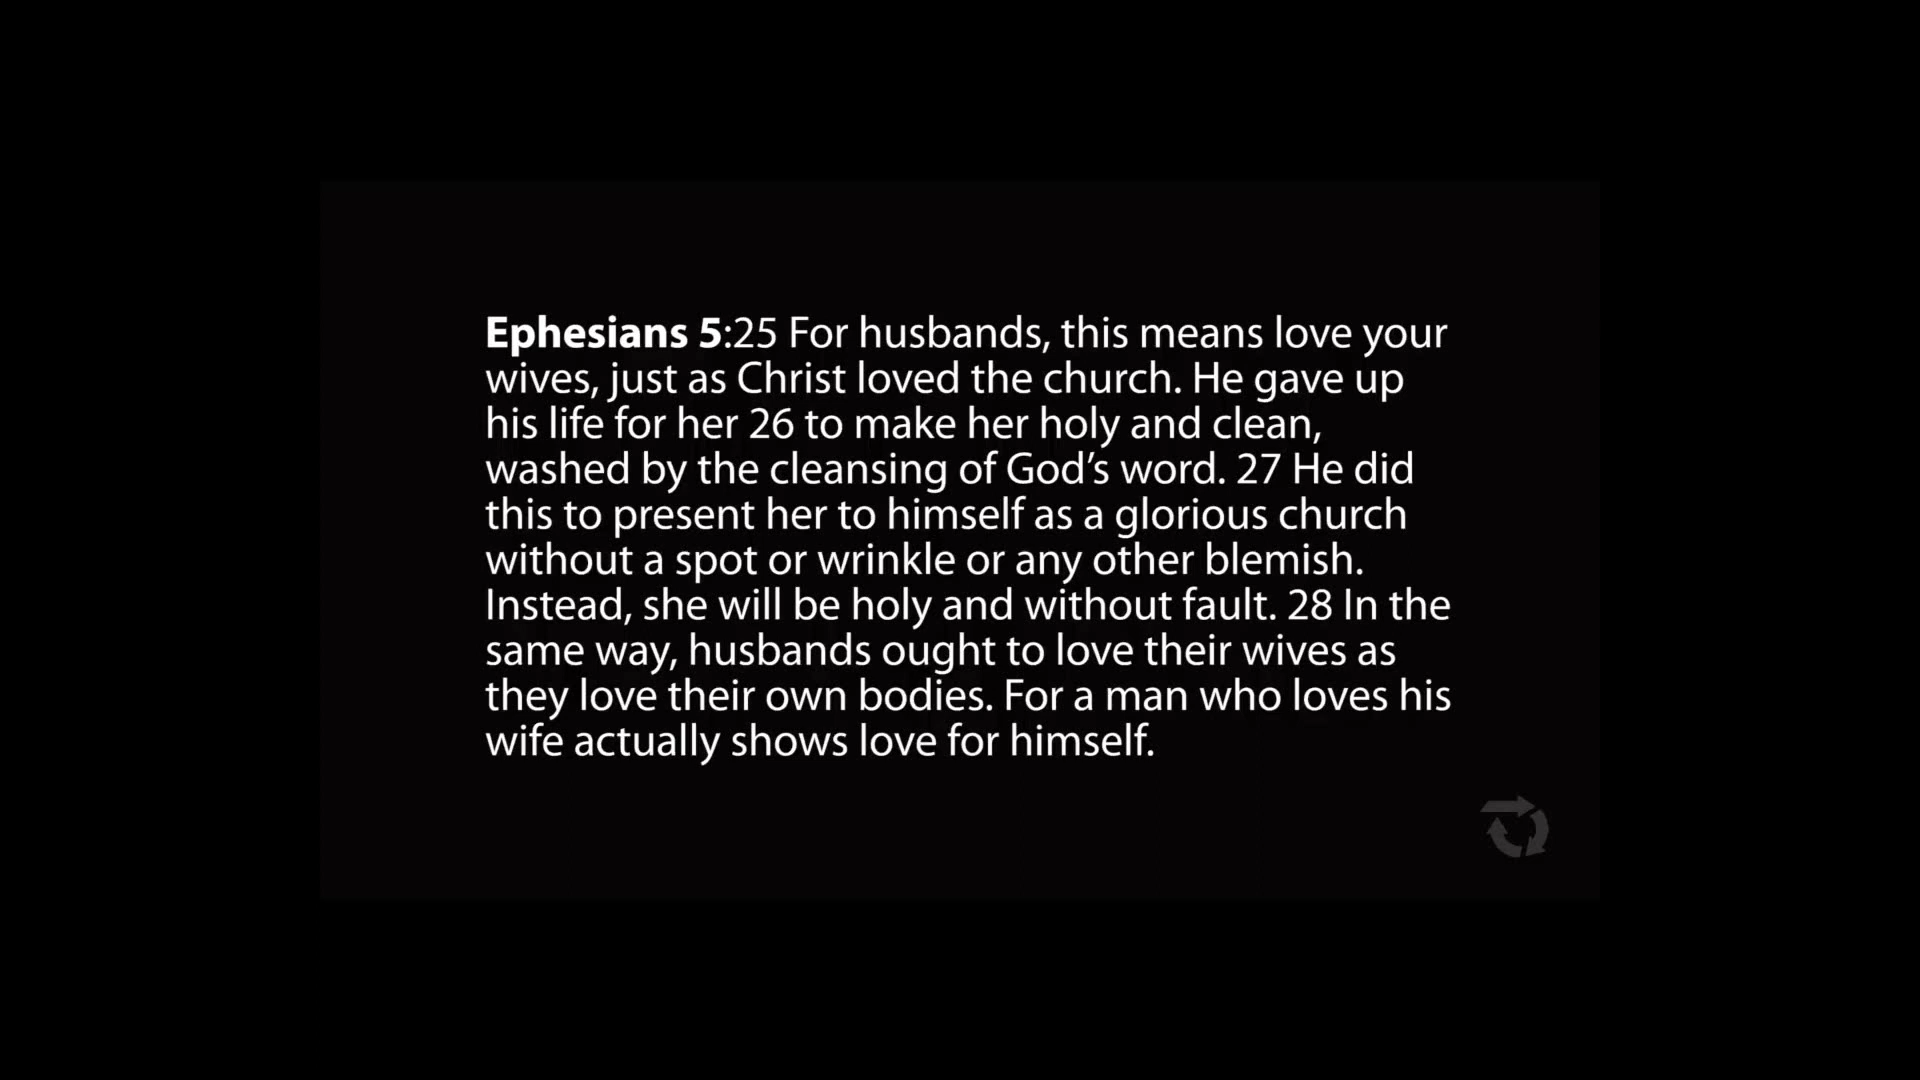 Ephesians 5:25 For husbands, this means love your
wives, just as Christ loved the church. He gave up
his life for her 26 to make her holy and clean,
washed by the cleansing of God’s word. 27 He did
this to present her to himself as a glorious church
without a spot or wrinkle or any other blemish.
Instead, she will be holy and without fault. 28 In the
same way, husbands ought to love their wives as
they love their own bodies. For a man who loves his
wife actually shows love for himself.